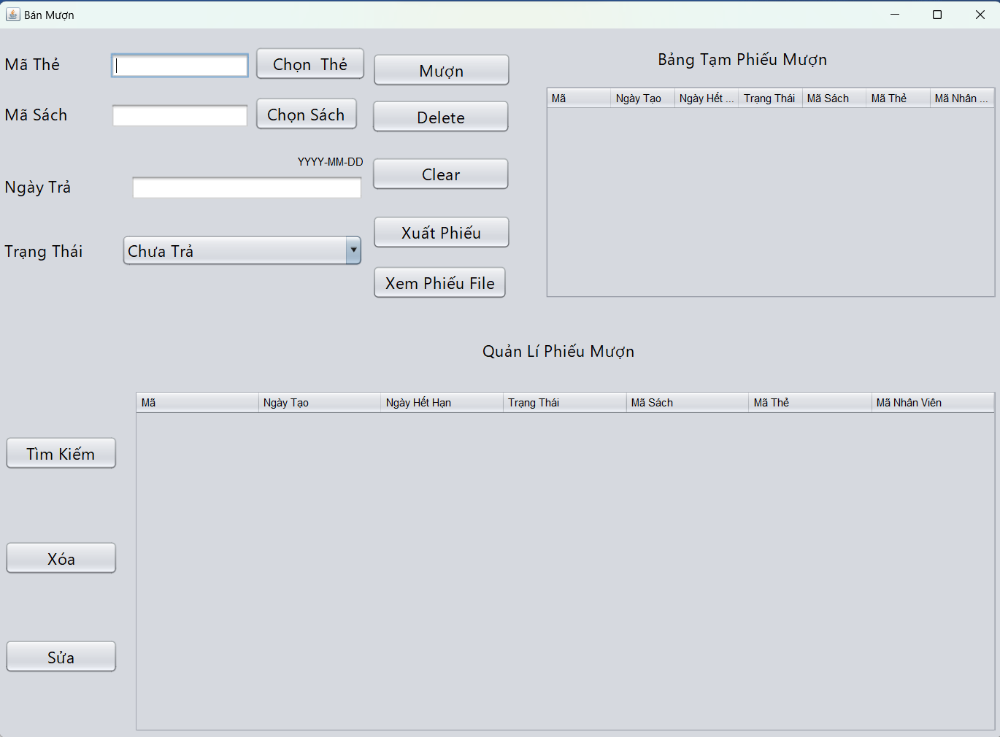 Bán Mượn
Mã Thẻ
Chọn  Thẻ
Mượn
Mã Sách
Chọn Sách
Delete
YYYY-MM-DD
Ngày Trả
Clear
Trạng Thái
Chưa Trả
Xuất Phiếu
Xem Phiếu File
Bảng Tạm Phiếu Mượn
Mã Ngày Tạo Ngày Hết ... Trạng Thái Mã Sách Mã Thẻ Mã Nhân ...
Quản Lí Phiếu Mượn
Mã Ngày Tạo Ngày Hết Hạn Trạng Thái Mã Sách Mã Thẻ Mã Nhân Viên
Tìm Kiếm
Xóa
Sửa